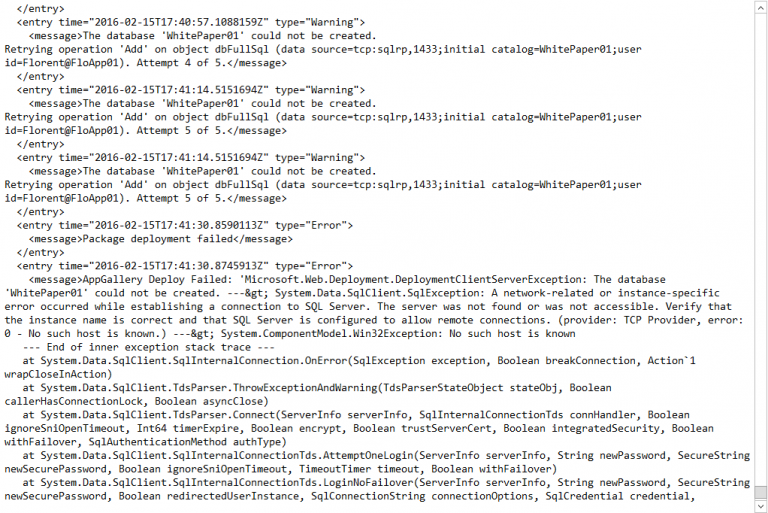 </entry>
<entry time="2016-02-15T17:40:57.1088159Z" type="Warning">
<message>The database 'WhitePaper01' could not be created.
Retrying operation 'Add' on object dbFullSql (data source=tcp:sqlrp,1433;initial catalog=WhitePaper01;user
id=Florent@FloApp01). Attempt 4 of 5.</message>
</entry>
<entry time="2016-02-15T17:41:14.5151694Z" type="Warning">
<message>The database 'WhitePaper01' could not be created.
Retrying operation 'Add' on object dbFullSql (data source=tcp:sqlrp,1433;initial catalog=WhitePaper01;user
id=Florent@FloApp01). Attempt 5 of 5.</message>
</entry>
<entry time="2016-02-15T17:41:14.5151694Z" type="Warning">
<message>The database 'WhitePaper01' could not be created.
Retrying operation 'Add' on object dbFullSql (data source=tcp:sqlrp,1433;initial catalog=WhitePaper01;user
id=Florent@FloApp01). Attempt 5 of 5.</message>
</entry>
<entry time="2016-02-15T17:41:30.8590113Z" type="Error">
<message>Package deployment failed</message>
</entry>
<entry time="2016-02-15T17:41:30.8745913Z" type="Error">
<message>AppGallery Deploy Failed: 'Microsoft.Web.Deployment.DeploymentClientServerException: The database
'WhitePaper01' could not be created. ---&gt; System.Data.SqlClient.SqlException: A network-related or instance-specific
error occurred while establishing a connection to SQL Server. The server was not found or was not accessible. Verify that
the instance name is correct and that SQL Server is configured to allow remote connections. (provider: TCP Provider, error:
0 - No such host is known.) ---&gt; System.ComponentModel.Win32Exception: No such host is known
--- End of inner exception stack trace ---
at System.Data.SqlClient.SqlInternalConnection.OnError(SqlException exception, Boolean breakConnection, Action`1
wrapCloseInAction)
at System.Data.SqlClient.TdsParser.ThrowExceptionAndWarning(TdsParserStateObject stateObj, Boolean
callerHasConnectionLock, Boolean asyncClose)
at System.Data.SqlClient.TdsParser.Connect(ServerInfo serverInfo, SqlInternalConnectionTds connHandler, Boolean
ignoreSniOpenTimeout, Int64 timerExpire, Boolean encrypt, Boolean trustServerCert, Boolean integratedSecurity, Boolean
withFailover, SqlAuthenticationMethod authType)
at System.Data.SqlClient.SqlInternalConnectionTds.AttemptOneLogin(ServerInfo serverInfo, String newPassword, SecureString
newSecurePassword, Boolean ignoreSniOpenTimeout, TimeoutTimer timeout, Boolean withFailover)
at System.Data.SqlClient.SqlInternalConnectionTds.LoginNoFailover(ServerInfo serverInfo, String newPassword, SecureString
newSecurePassword, Boolean redirectedUserInstance, SqlConnectionString connectionOptions, SqlCredential credential,